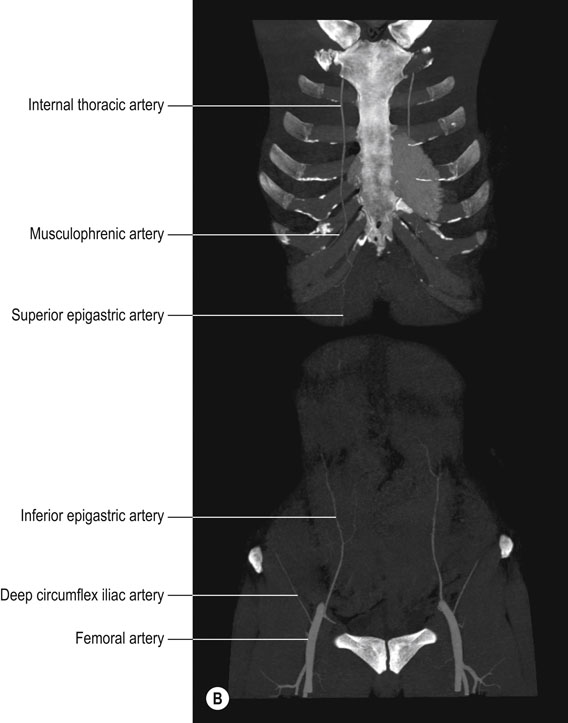 Internal thoracic artery
Musculophrenic artery
Superior epigastric artery
Inferior epigastric artery
Deep circumflex iliac artery
Femoral artery
B